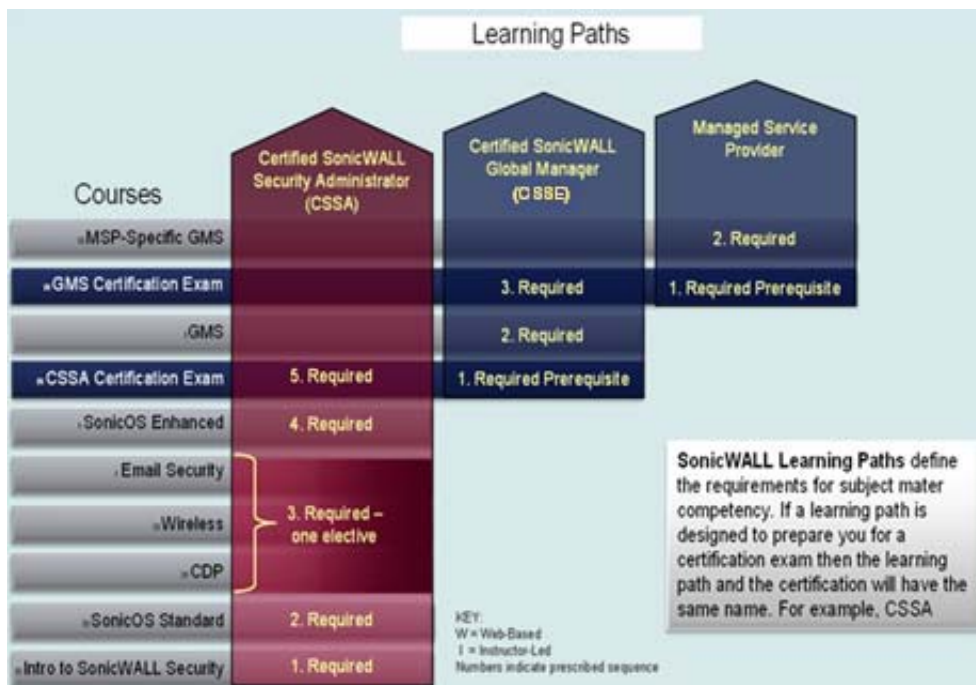 Learning Paths
Certified SonicWALL
Security Administrator
(CSSA)
Certified SonicWALL
Global Manager
(CSSE)
Managed Service
Provider
Courses
MSP-Specific GMS
2. Required
GMS Certification Exam
3. Required
1. Required Prerequisite
GMS
2. Required
CSSA Certification Exam
5. Required
1. Required Prerequisite
SonicOS Enhanced
4. Required
Email Security
Wireless
CDP
3. Required –
one elective
SonicOS Standard
2. Required
Intro to SonicWALL Security
1. Required
KEY:
W = Web-Based
I = Instructor-Led
Numbers indicate prescribed sequence
SonicWALL Learning Paths define
the requirements for subject mater
competency. If a learning path is
designed to prepare you for a
certification exam then the learning
path and the certification will have the
same name. For example, CSSA